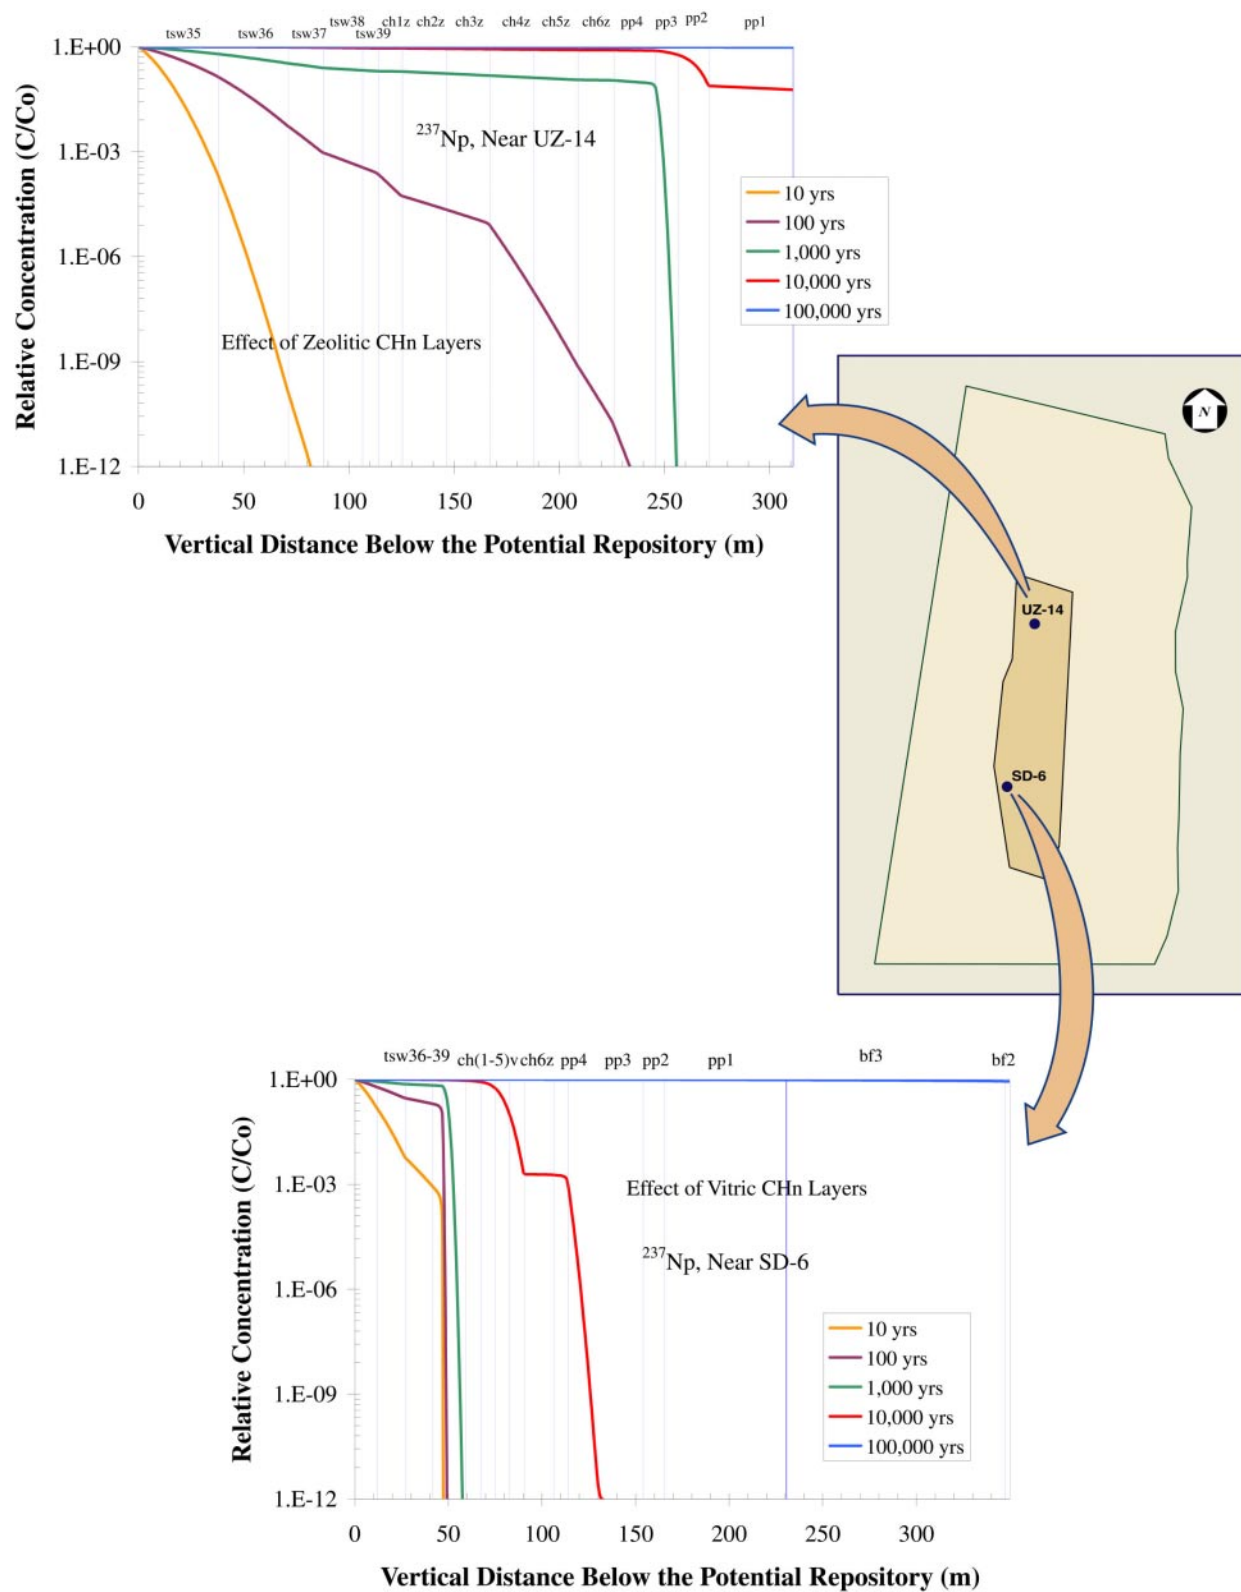 tsw35 tsw36 tsw37 tsw38 tsw39 ch1z ch2z ch3z ch4z ch5z ch6z pp4 pp3 pp2 pp1
1.E+00
1.E-03
1.E-06
1.E-09
1.E-12
Relative Concentration (C/Co)
237Np, Near UZ-14
Effect of Zeolitic CHn Layers
10 yrs
100 yrs
1,000 yrs
10,000 yrs
100,000 yrs
0 50 100 150 200 250 300
Vertical Distance Below the Potential Repository (m)
N
UZ-14
SD-6
tsw36-39 ch(1-5)v ch6z pp4 pp3 pp2 pp1 bf3 bf2
1.E+00
1.E-03
1.E-06
1.E-09
1.E-12
Relative Concentration (C/Co)
Effect of Vitric CHn Layers
237Np, Near SD-6
10 yrs
100 yrs
1,000 yrs
10,000 yrs
100,000 yrs
0 50 100 150 200 250 300
Vertical Distance Below the Potential Repository (m)